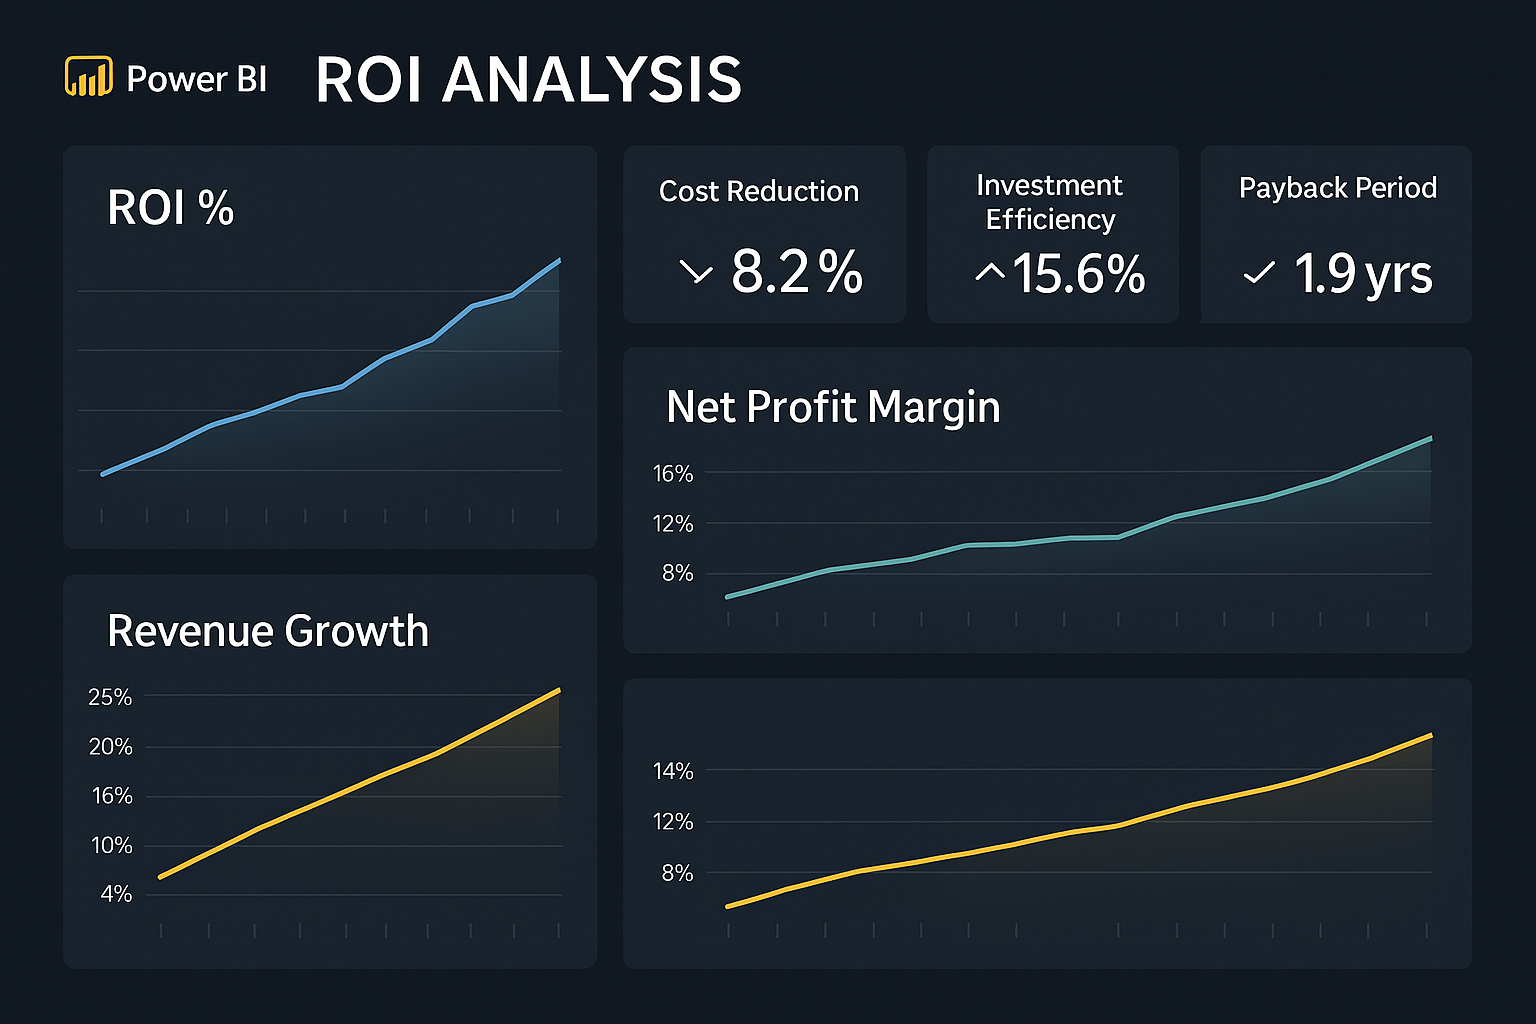 Power BI
ROI ANALYSIS
ROI %
Cost Reduction
8.2%
Investment
Efficiency
15.6%
Payback Period
1.9 yrs
Net Profit Margin
16%
12%
8%
Revenue Growth
25%
20%
16%
10%
4%
14%
12%
8%